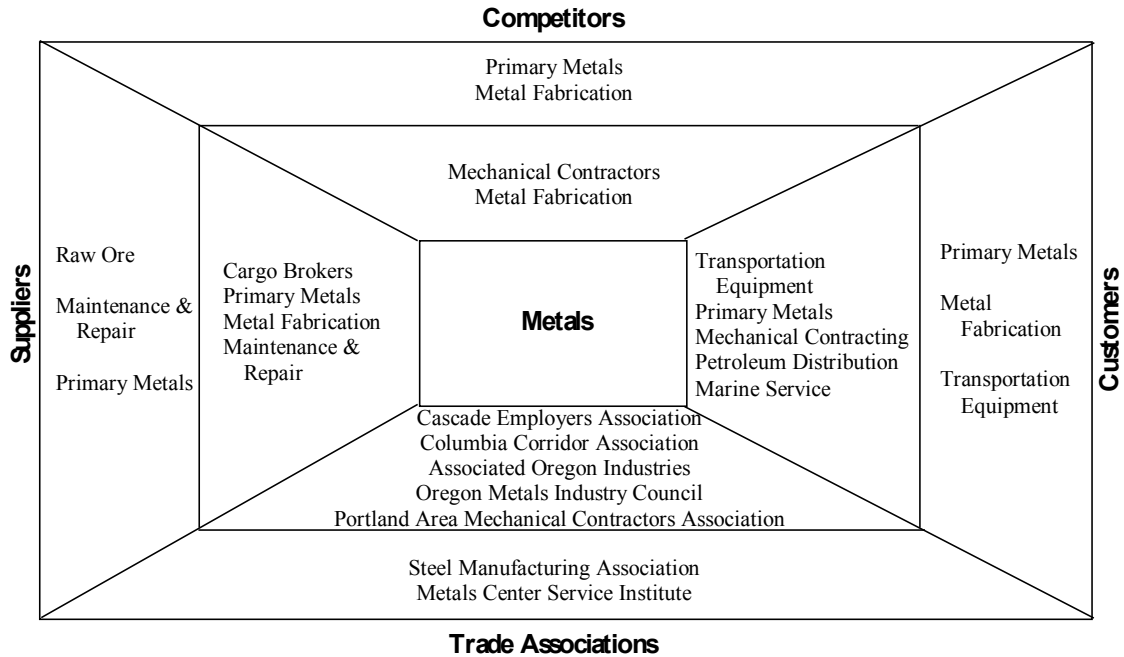 Competitors
Primary Metals
Metal Fabrication
Mechanical Contractors
Metal Fabrication
Suppliers
Raw Ore
Maintenance &
Repair
Primary Metals
Cargo Brokers
Primary Metals
Metal Fabrication
Maintenance &
Repair
Metals
Transportation
Equipment
Primary Metals
Mechanical Contracting
Petroleum Distribution
Marine Service
Primary Metals
Metal
Fabrication
Transportation
Equipment
Customers
Cascade Employers Association
Columbia Corridor Association
Associated Oregon Industries
Oregon Metals Industry Council
Portland Area Mechanical Contractors Association
Steel Manufacturing Association
Metals Center Service Institute
Trade Associations